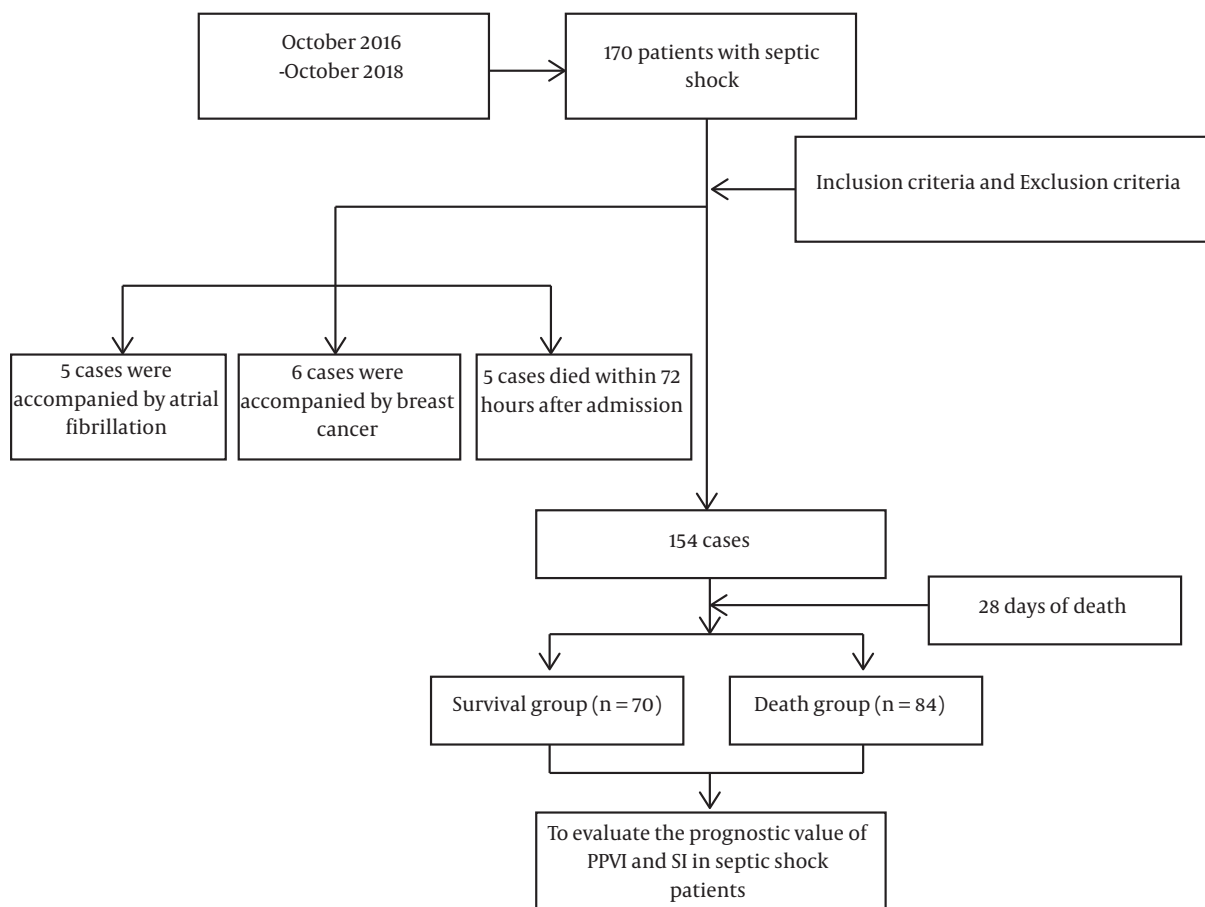 October 2016
-October 2018
170 patients with septic
shock
Inclusion criteria and Exclusion criteria
5 cases were
accompanied by atrial
fibrillation
6 cases were
accompanied by breast
cancer
5 cases died within 72
hours after admission
154 cases
28 days of death
Survival group (n = 70)
Death group (n = 84)
To evaluate the prognostic value of
PPVI and SI in septic shock
patients